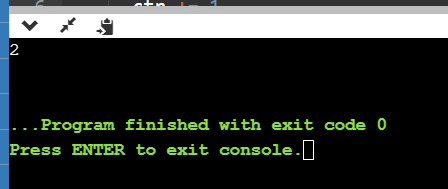 2
...Program finished with exit code 0
Press ENTER to exit console.